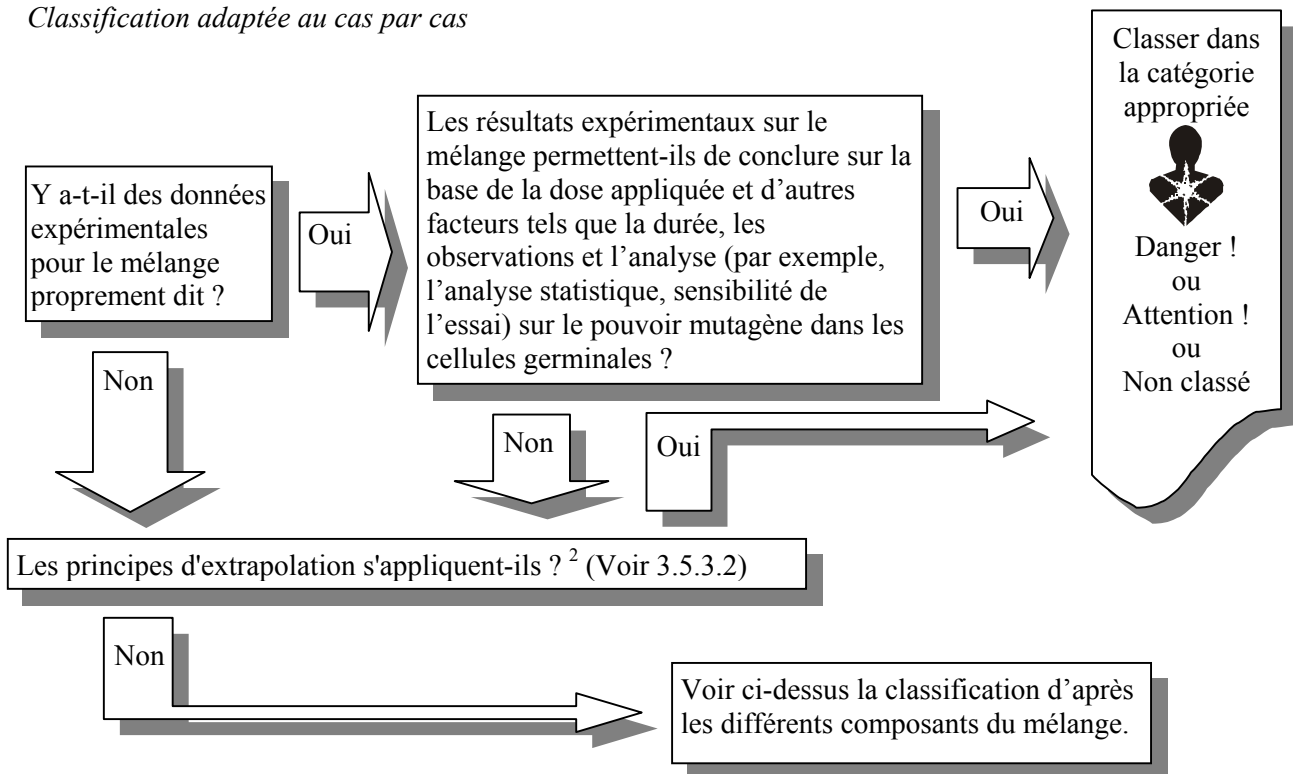 Classification adaptée au cas par cas
Y a-t-il des données
expérimentales
pour le mélange
proprement dit ?
Oui
Les résultats expérimentaux sur le
mélange permettent-ils de conclure sur la
base de la dose appliquée et d’autres
facteurs tels que la durée, les
observations et l’analyse (par exemple,
l’analyse statistique, sensibilité de
l’essai) sur le pouvoir mutagène dans les
cellules germinales ?
Oui
Classer dans
la catégorie
appropriée
Danger !
ou
Attention !
ou
Non classé
Non
Non
Oui
Les principes d'extrapolation s'appliquent-ils ? 2 (Voir 3.5.3.2)
Non
Voir ci-dessus la classification d’après
les différents composants du mélange.